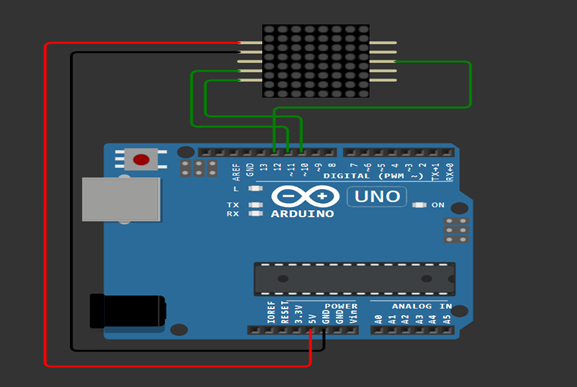 AREF
GND
13
12
~11
~10
~9
8
7
~6
~5
4
~3
2
TX→1
RX←0
DIGITAL (PWM ~)
L
TX
RX
UNO
ON
ARDUINO
IOREF
RESET
3.3V
5V
GND
GND
Vin
POWER
ANALOG IN
A0
A1
A2
A3
A4
A5